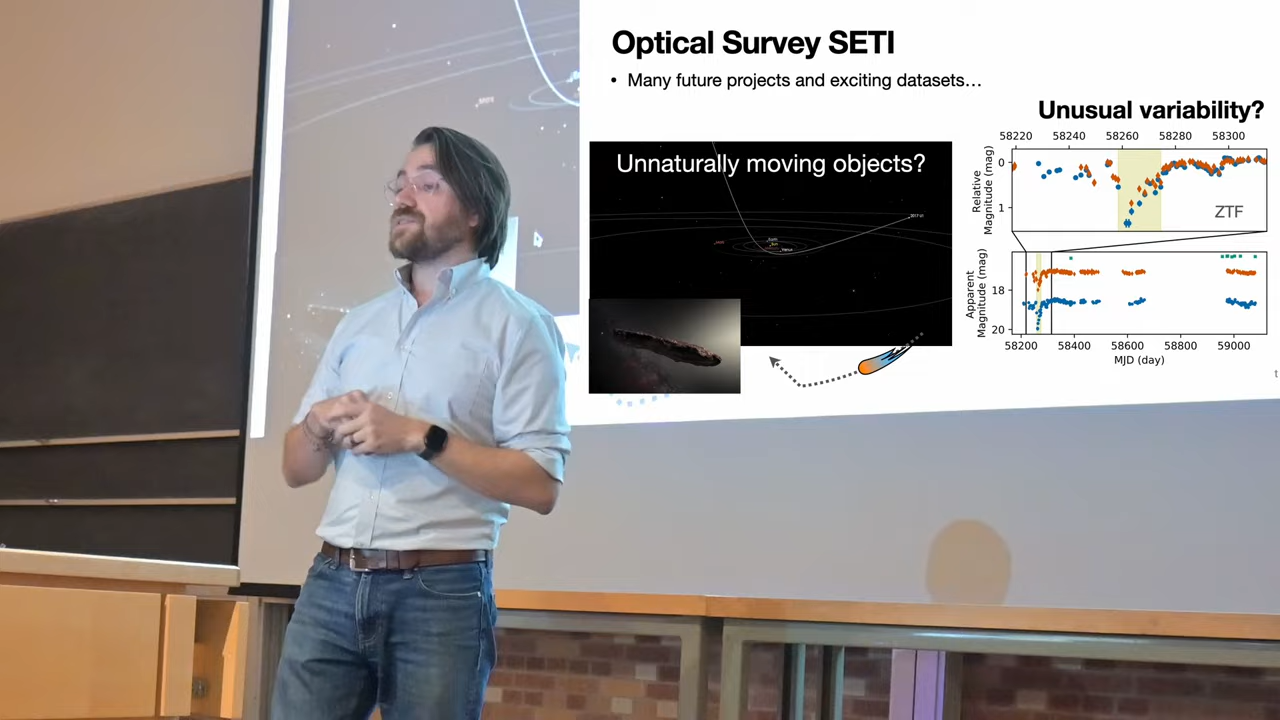 Optical Survey SETI
• Many future projects and exciting datasets…
Unusual variability?
Unnaturally moving objects?
58220 58240 58260 58280 58300
Relative
Magnitude (mag)
0
1
ZTF
Apparent
Magnitude (mag)
18
20
58200 58400 58600 58800 59000
MJD (day)
t